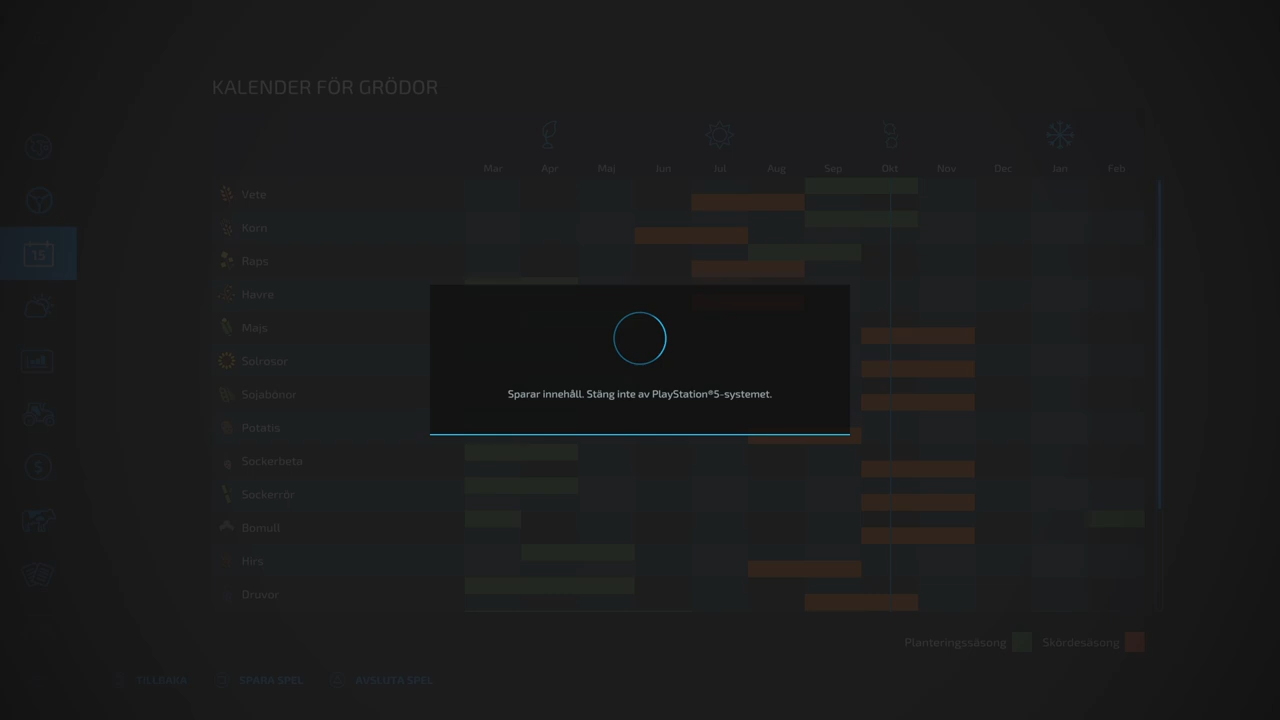 KALENDER FÖR GRÖDOR
Mar Apr Maj Jun Jul Aug Sep Okt Nov Dec Jan Feb
15
Vete
Korn
Raps
Havre
Majs
Solrosor
Sojabönor
Potatis
Sockerbeta
Sockerrör
Bomull
Hirs
Druvor
Sparar innehåll. Stäng inte av PlayStation®5-systemet.
Planteringssäsong Skördesäsong
TILLBAKA SPARA SPEL AVSLUTA SPEL